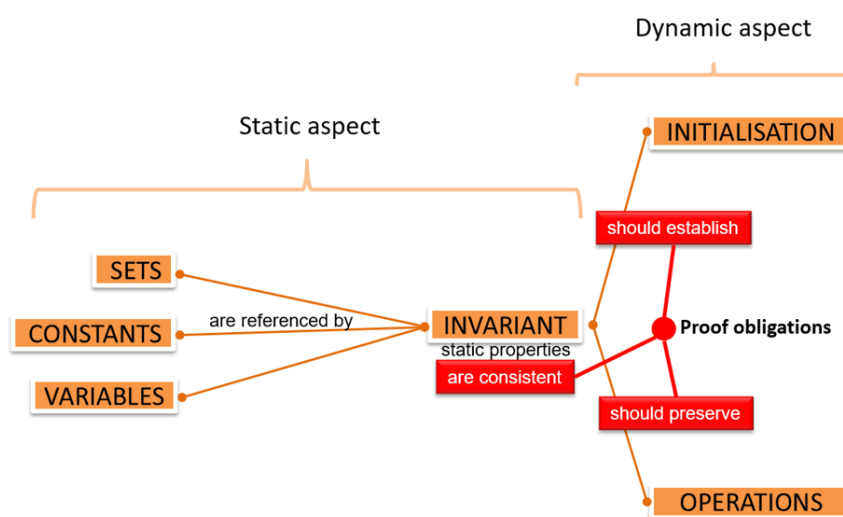 Dynamic aspect
Static aspect
INITIALISATION
should establish
SETS
are referenced by
CONSTANTS
INVARIANT
Proof obligations
static properties
are consistent
VARIABLES
should preserve
OPERATIONS